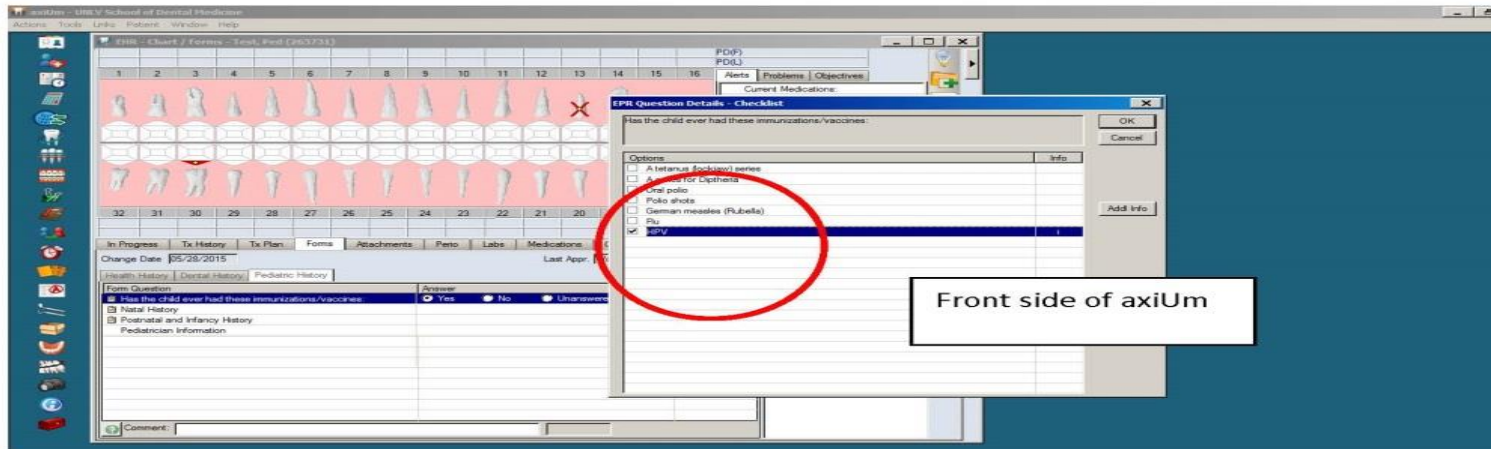 axiUm - UNLV School of Dental Medicine
Actions Tools Links Patient Window Help
EHR - Chart / Forms - Test, Ped (263731)
PD(F)
PD(L)
1 2 3 4 5 6 7 8 9 10 11 12 13 14 15 16
Alerts Problems Objectives
Current Medications:
EPR Question Details - Checklist
Has the child ever had these immunizations/vaccines:
OK
Cancel
Options Info
A tetanus (lockjaw) series
A series for Diptheria
Oral polio
Polio shots
German measles (Rubella)
Flu
HPV i
Addl Info
32 31 30 29 28 27 26 25 24 23 22 21 20
In Progress Tx History Tx Plan Forms Attachments Perio Labs Medications
Change Date 05/28/2015 Last Appr.
Health History Dental History Pediatric History
Form Question Answer
Has the child ever had these immunizations/vaccines: Yes No Unanswere
Natal History
Postnatal and Infancy History
Pediatrician Information
Comment:
Front side of axiUm